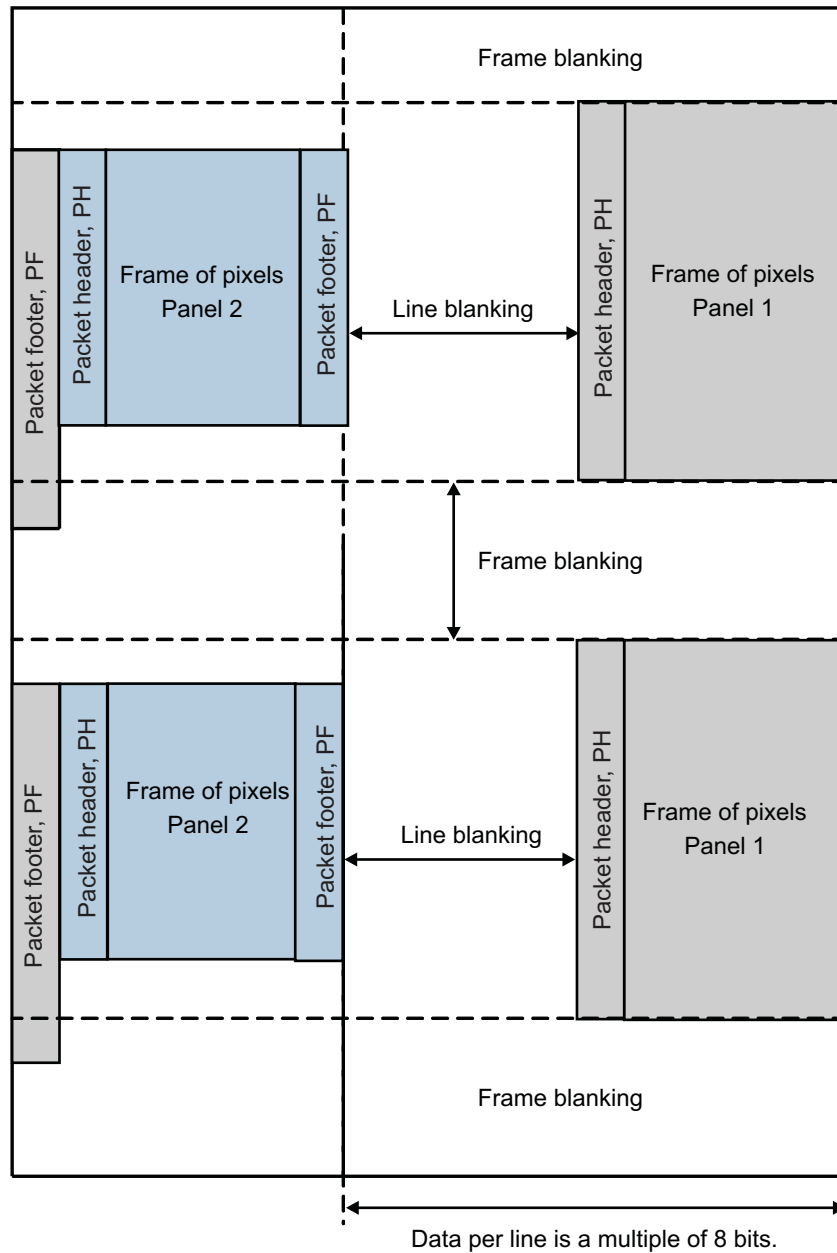 Frame blanking
Packet footer, PF
Packet header, PH
Frame of pixels
Panel 2
Packet footer, PF
Line blanking
Packet header, PH
Frame of pixels
Panel 1
Frame blanking
Packet footer, PF
Packet header, PH
Frame of pixels
Panel 2
Packet footer, PF
Line blanking
Packet header, PH
Frame of pixels
Panel 1
Frame blanking
Data per line is a multiple of 8 bits.